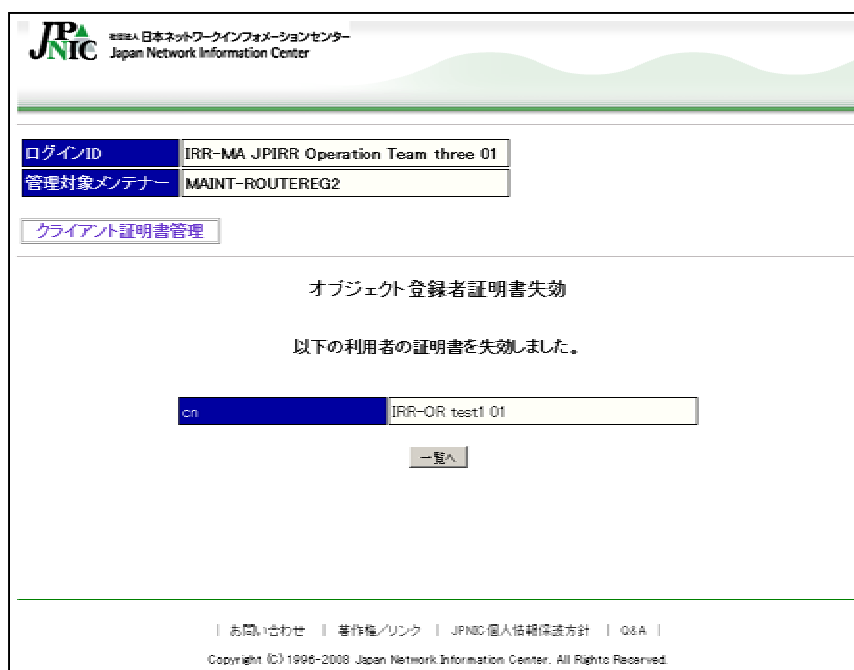 JPNIC
社団法人 日本ネットワークインフォメーションセンター
Japan Network Information Center
ログインID IRR-MA JPIRR Operation Team three 01
管理対象メンテナー MAINT-ROUTEREG2
クライアント証明書管理
オブジェクト登録者証明書失効
以下の利用者の証明書を失効しました。
cn IRR-OR test1 01
一覧へ
| お問い合わせ | 著作権/リンク | JPNIC個人情報保護方針 | Q&A |
Copyright (C) 1996-2008 Japan Network Information Center. All Rights Reserved.